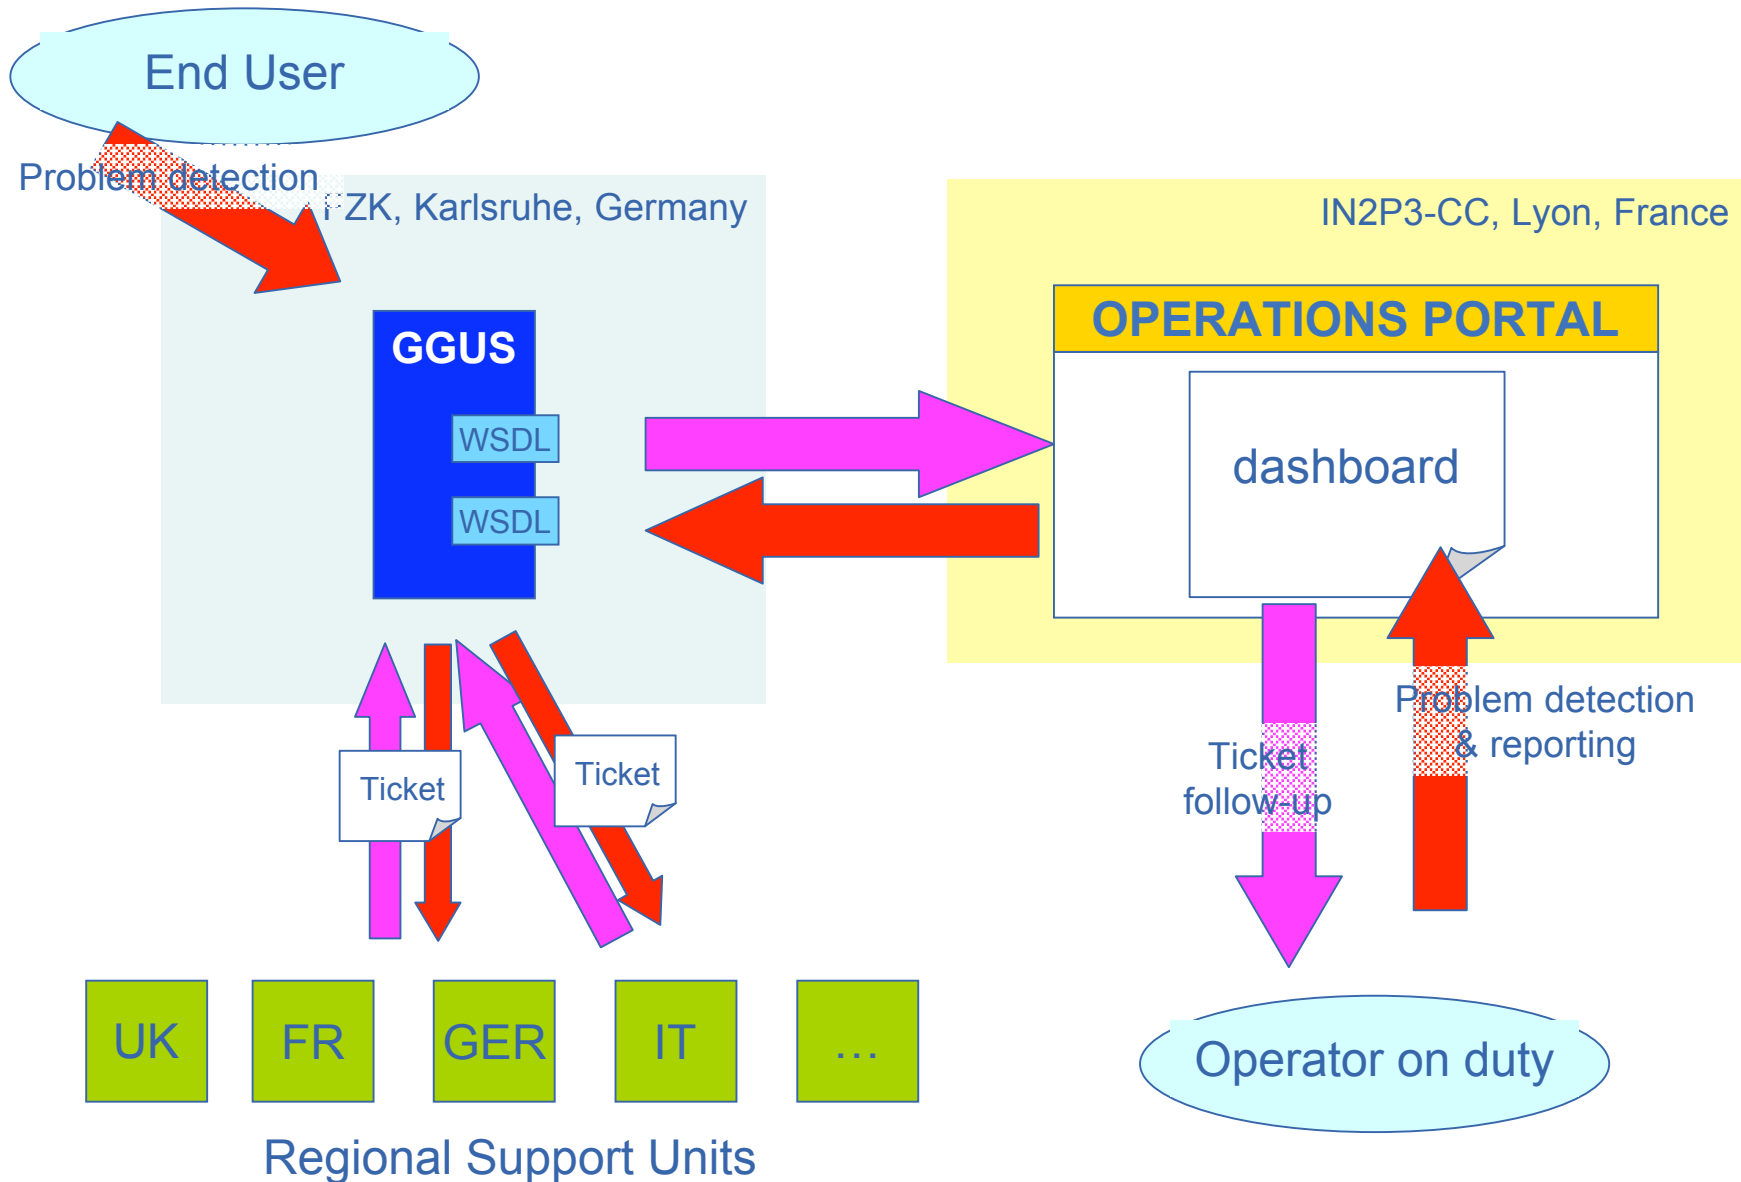 End User
Problem detection
FZK, Karlsruhe, Germany
IN2P3-CC, Lyon, France
GGUS
WSDL
WSDL
OPERATIONS PORTAL
dashboard
Ticket
Ticket
Ticket
follow-up
Problem detection
& reporting
UK
FR
GER
IT
...
Regional Support Units
Operator on duty